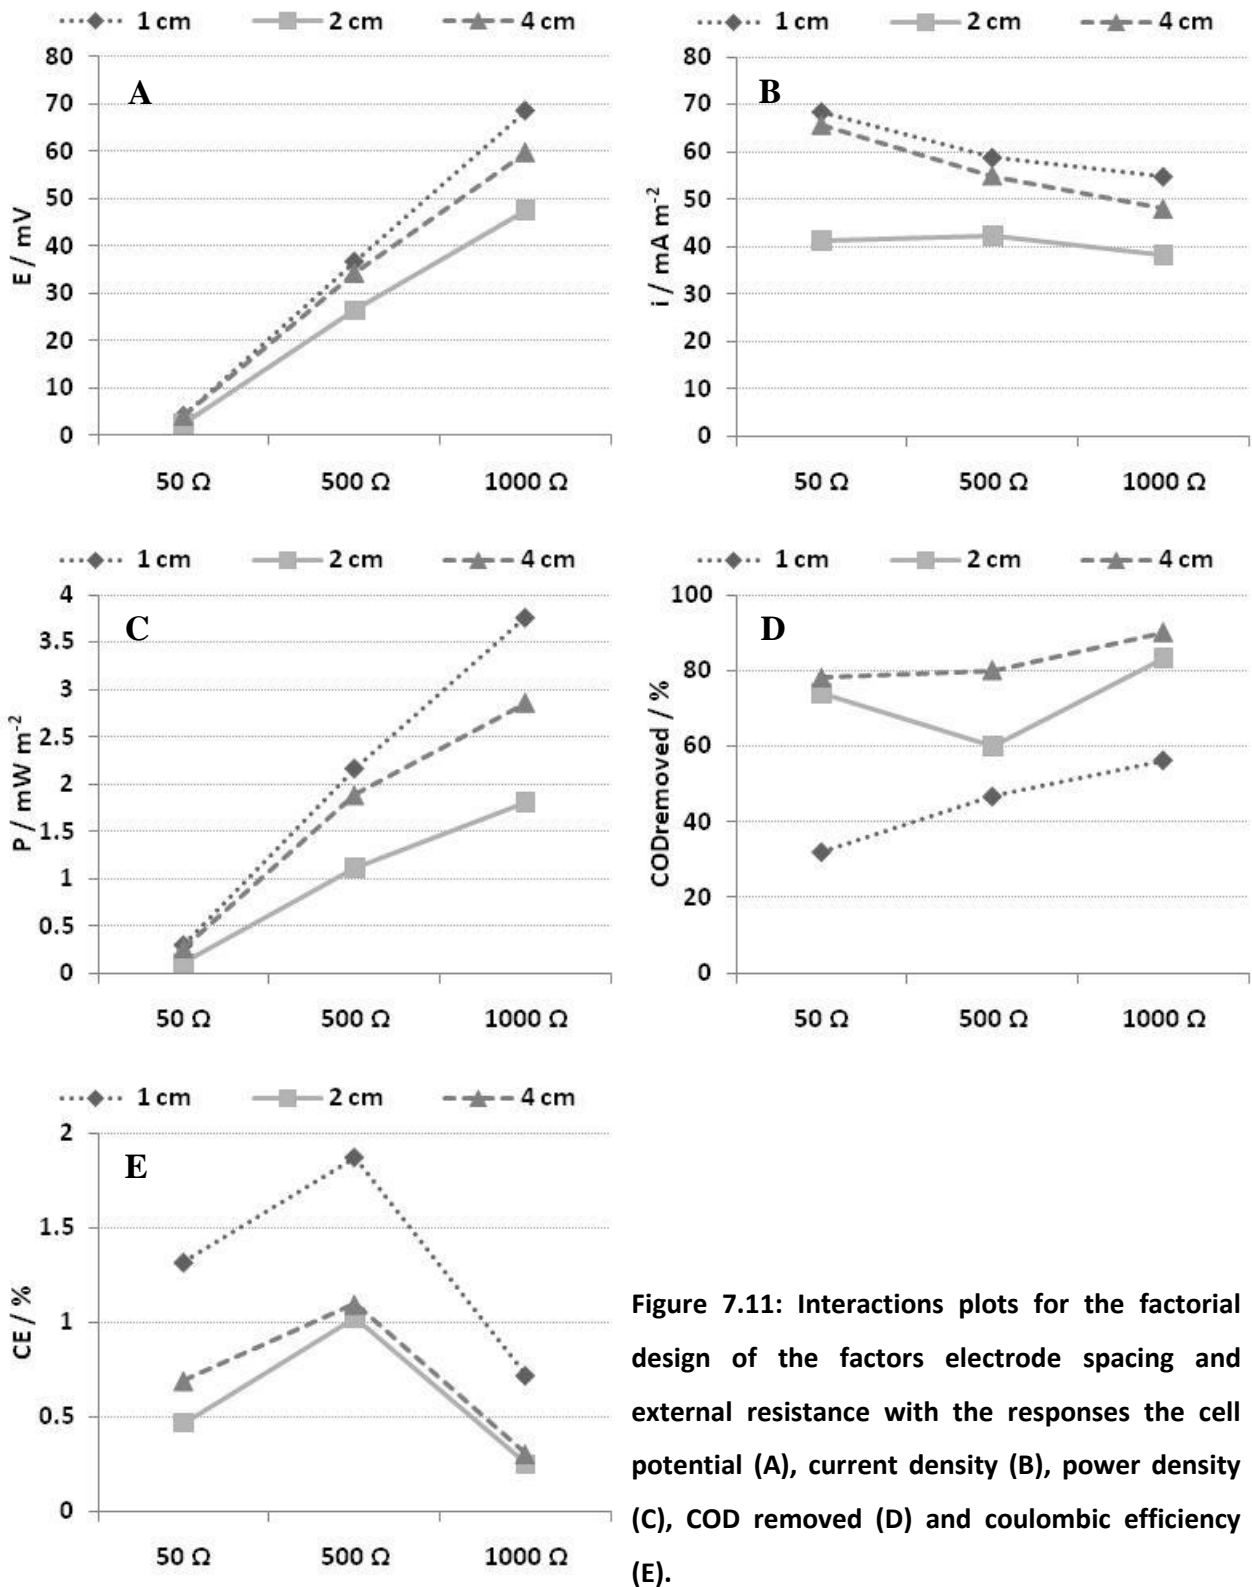 1 cm 2 cm 4 cm
A
E / mV
80
70
60
50
40
30
20
10
0
50 Ω 500 Ω 1000 Ω
1 cm 2 cm 4 cm
B
i / mA m⁻²
80
70
60
50
40
30
20
10
0
50 Ω 500 Ω 1000 Ω
1 cm 2 cm 4 cm
C
P / mW m⁻²
4
3.5
3
2.5
2
1.5
1
0.5
0
50 Ω 500 Ω 1000 Ω
1 cm 2 cm 4 cm
D
CODremoved / %
100
80
60
40
20
0
50 Ω 500 Ω 1000 Ω
1 cm 2 cm 4 cm
E
CE / %
2
1.5
1
0.5
0
50 Ω 500 Ω 1000 Ω
Figure 7.11: Interactions plots for the factorial
design of the factors electrode spacing and
external resistance with the responses the cell
potential (A), current density (B), power density
(C), COD removed (D) and coulombic efficiency
(E).